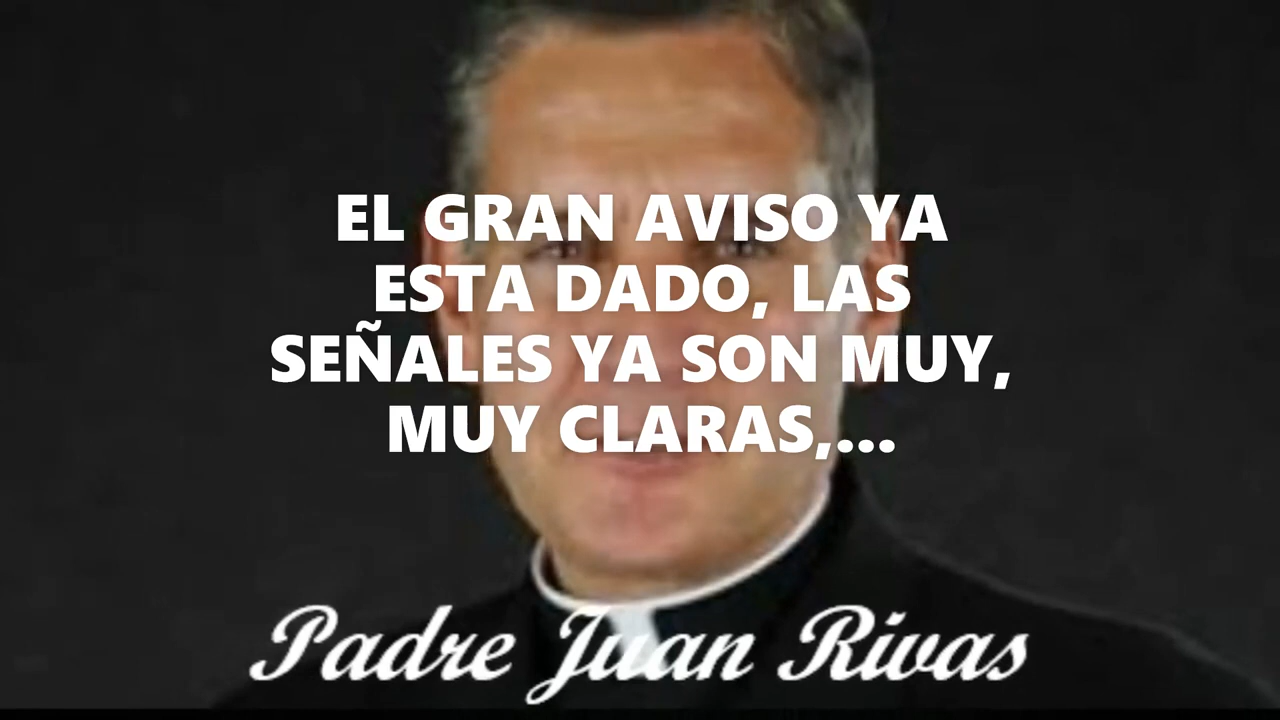 EL GRAN AVISO YA
ESTA DADO, LAS
SEÑALES YA SON MUY,
MUY CLARAS,...
Padre Juan Rivas